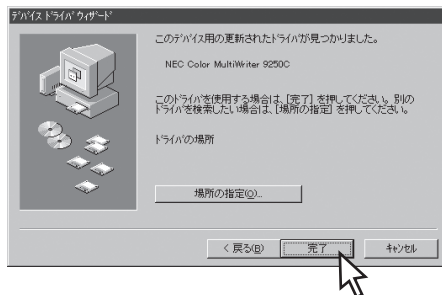 ﾃﾞﾊﾞｲｽ ﾄﾞﾗｲﾊﾞ ｳｨｻﾞｰﾄﾞ
このﾃﾞﾊﾞｲｽ用の更新されたﾄﾞﾗｲﾊﾞが見つかりました。
NEC Color MultiWriter 9250C
このﾄﾞﾗｲﾊﾞを使用する場合は、[完了] を押してください。別の
ﾄﾞﾗｲﾊﾞを検索したい場合は、[場所の指定] を押してください。
ﾄﾞﾗｲﾊﾞの場所
場所の指定(O)...
< 戻る(B)
完了
ｷｬﾝｾﾙ